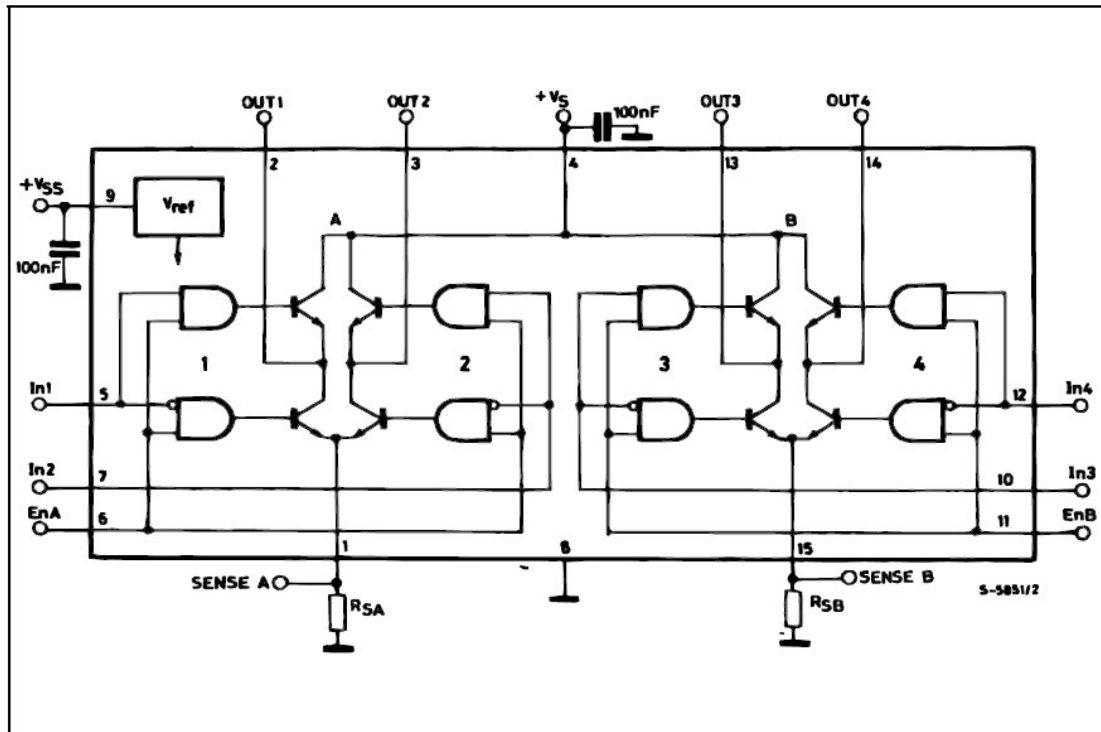 OUT1
OUT2
+VS
100nF
OUT3
OUT4
2
3
4
13
14
+VSS
9
Vref
A
B
100nF
1
2
3
4
In1
5
12
In4
In2
7
10
In3
EnA
6
11
EnB
1
8
15
SENSE A
SENSE B
S-5851/2
RSA
RSB